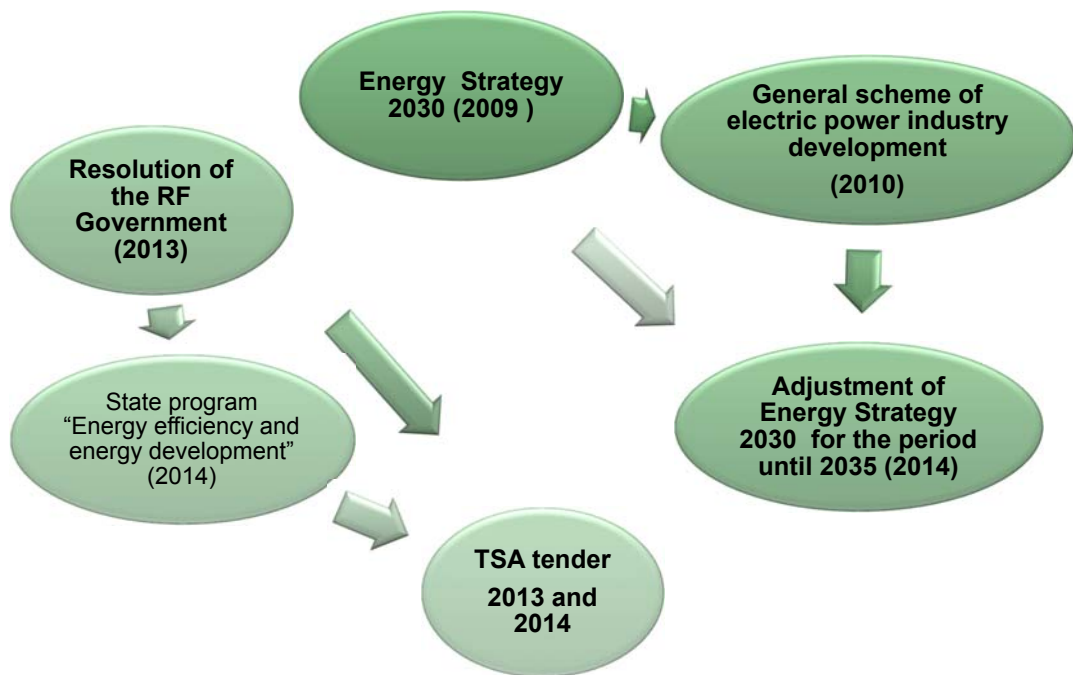 Energy Strategy
2030 (2009 )
General scheme of
electric power industry
development
(2010)
Resolution of
the RF
Government
(2013)
State program
“Energy efficiency and
energy development”
(2014)
Adjustment of
Energy Strategy
2030 for the period
until 2035 (2014)
TSA tender
2013 and
2014